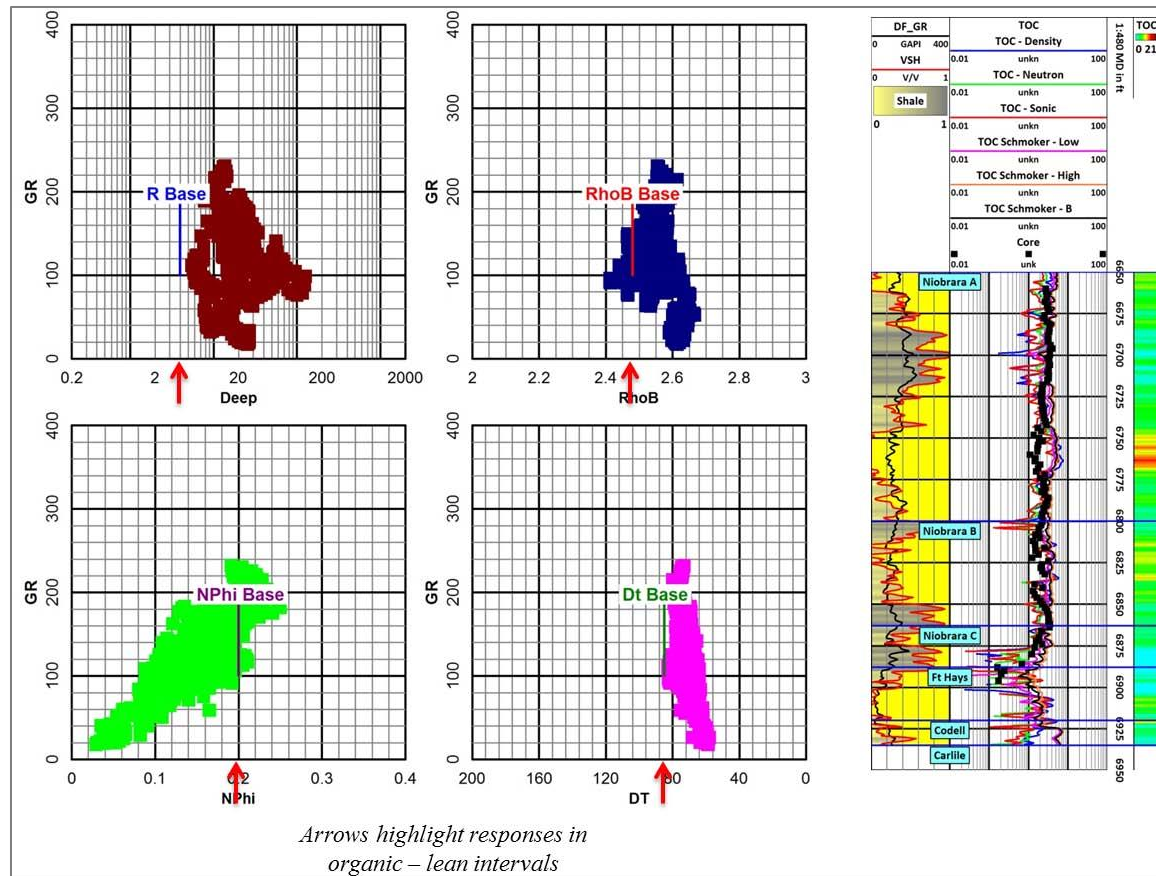 400
300
200
100
0
GR
R Base
0.2
2
20
200
2000
Deep
400
300
200
100
0
GR
RhoB Base
2
2.2
2.4
2.6
2.8
3
RhoB
400
300
200
100
0
GR
NPhi Base
0
0.1
0.2
0.3
0.4
NPhi
400
300
200
100
0
GR
Dt Base
200
160
120
80
40
0
DT
Arrows highlight responses in
organic – lean intervals
DF_GR
0 GAPI 400
VSH
0 V/V 1
Shale
0 1
TOC
TOC - Density
0.01 unkn 100
TOC - Neutron
0.01 unkn 100
TOC - Sonic
0.01 unkn 100
TOC Schmoker - Low
0.01 unkn 100
TOC Schmoker - High
0.01 unkn 100
TOC Schmoker - B
0.01 unkn 100
Core
0.01 unk 100
1:480 MD in ft
TOC
0 21
Niobrara A
Niobrara B
Niobrara C
Ft Hays
Codell
Carlile
6650
6675
6700
6725
6750
6775
6800
6825
6850
6875
6900
6925
6950